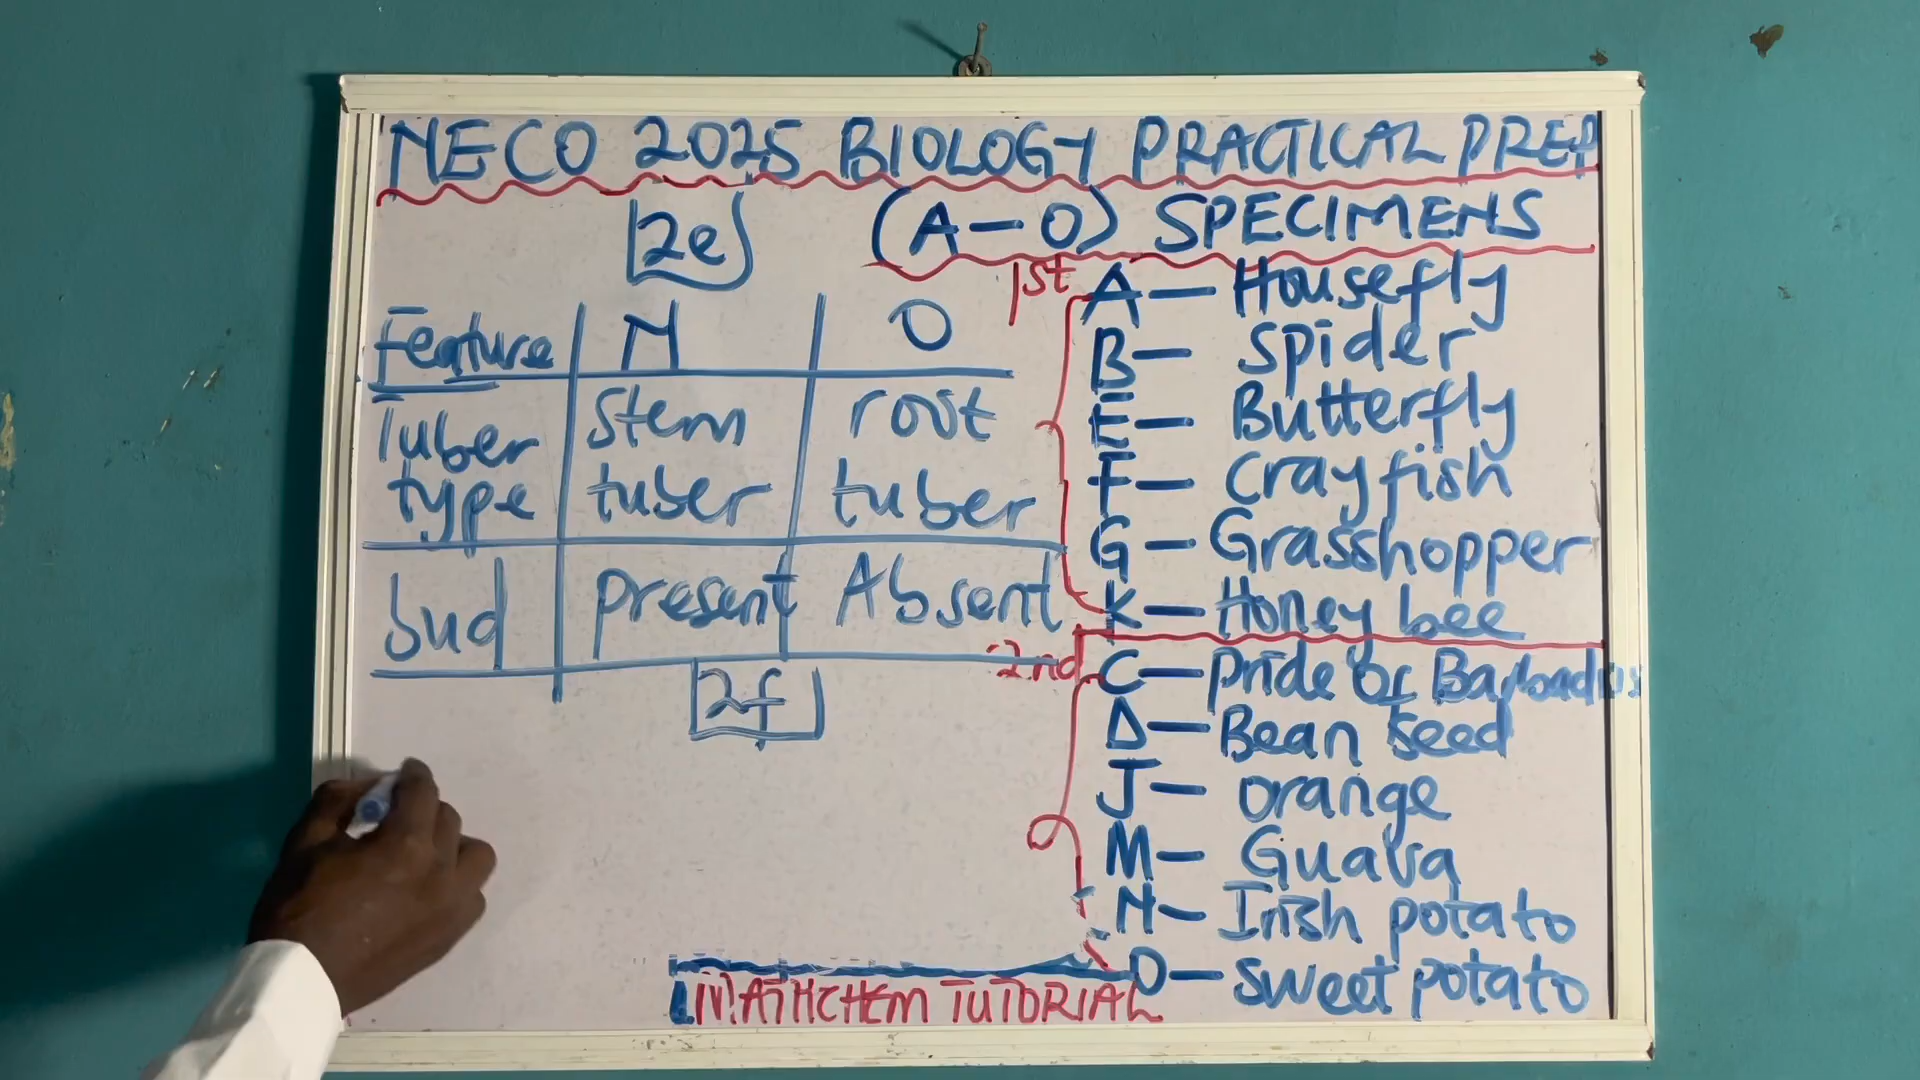 NECO 2025 BIOLOGY PRACTICAL PREP
2e
(A-O) SPECIMENS
Feature N O
Tuber type stem tuber root tuber
bud present Absent
2f
1st
A - Housefly
B - Spider
E - Butterfly
F - Crayfish
G - Grasshopper
K - Honey bee
2nd
C - Pride of Barbados
D - Bean seed
J - orange
M - Guava
N - Irish potato
O - sweet potato
MATHCHEM TUTORIAL